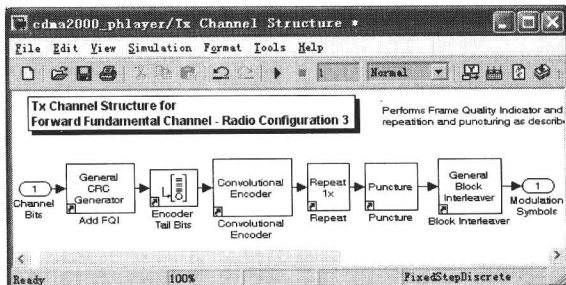 cdma2000_phlayer/Tx Channel Structure *
File Edit View Simulation Format Tools Help
1 Normal
Tx Channel Structure for
Forward Fundamental Channel - Radio Configuration 3
Performs Frame Quality Indicator and
repeatition and puncturing as describ
1
Channel
Bits
General
CRC
Generator
Add FQI
Encoder
Tail Bits
Convolutional
Encoder
Convolutional
Encoder
Repeat
1x
Repeat
Puncture
Puncture
General
Block
Interleaver
Block Interleaver
1
Modulation
Symbols
Ready 100% FixedStepDiscrete